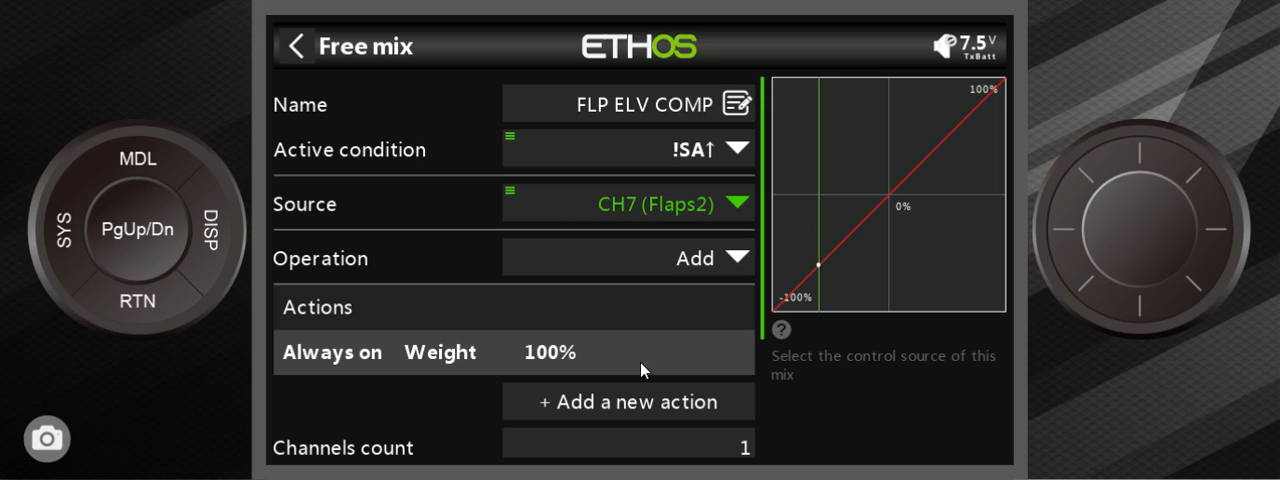 Free mix
ETHOS
7.5V
TxBatt
MDL
SYS
PgUp/Dn
DISP
RTN
Name
FLP ELV COMP
Active condition
!SA↑
Source
CH7 (Flaps2)
Operation
Add
Actions
Always on Weight 100%
+ Add a new action
Channels count
1
100%
0%
-100%
?
Select the control source of this
mix